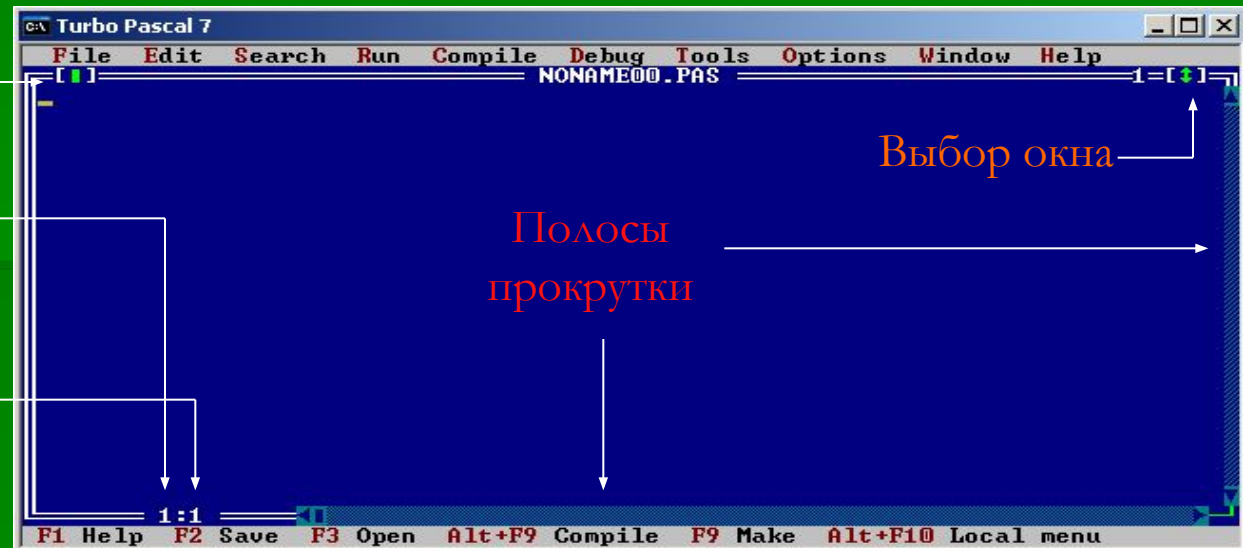 Turbo Pascal 7
File Edit Search Run Compile Debug Tools Options Window Help
NONAME00.PAS 1
Выбор окна
Полосы
прокрутки
1:1
F1 Help F2 Save F3 Open Alt+F9 Compile F9 Make Alt+F10 Local menu